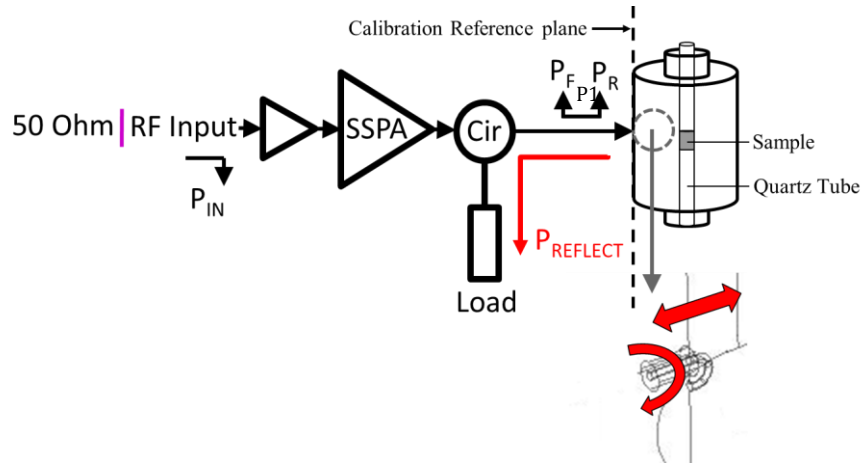 Calibration Reference plane
P_F P_R
P1
50 Ohm RF Input
SSPA
Cir
Sample
P_IN
Quartz Tube
P_REFLECT
Load